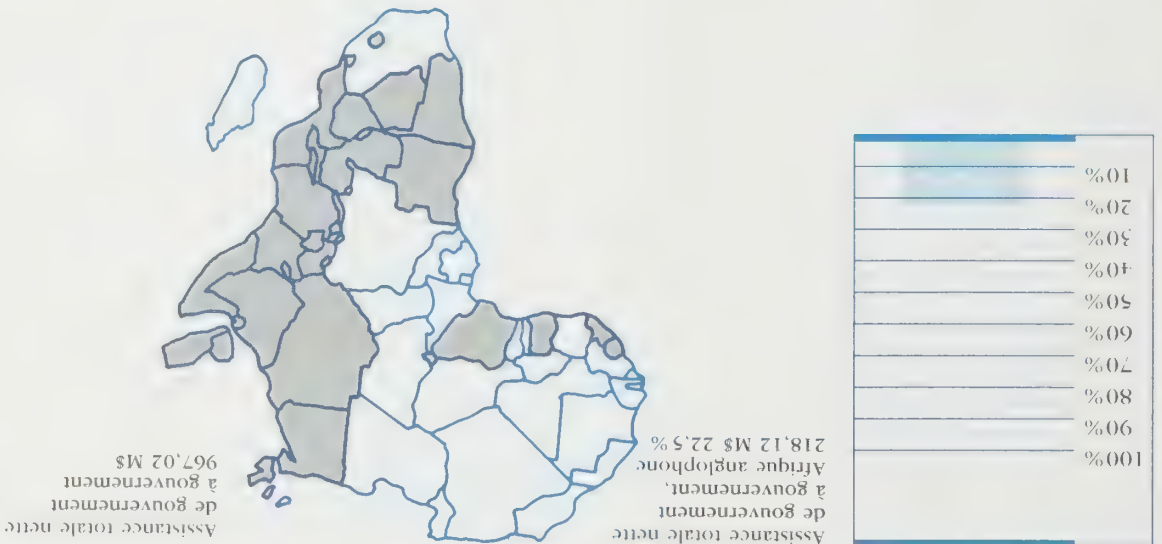 100%
90%
80%
70%
60%
50%
40%
30%
20%
10%
Assistance totale nette
de gouvernement
à gouvernement,
Afrique anglophone
218,12 M$ 22,5%
Assistance totale nette
de gouvernement
à gouvernement
967,02 M$